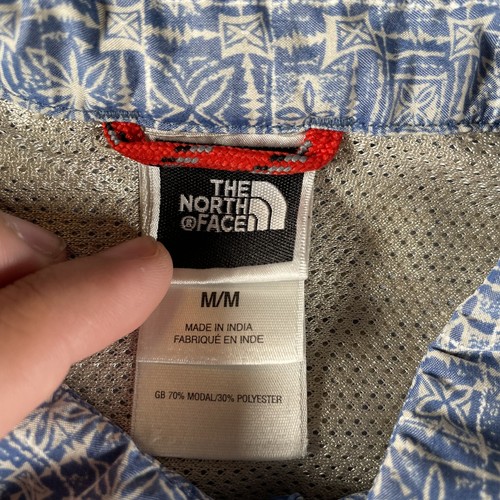 THE
NORTH
® FACE
M/M
MADE IN INDIA
FABRIQUÉ EN INDE
GB 70% MODAL/30% POLYESTER